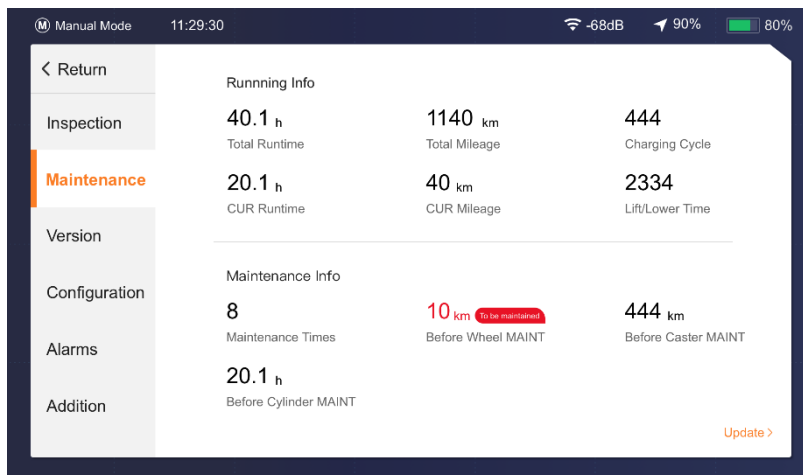 M Manual Mode 11:29:30 -68dB 90% 80%
Return
Inspection
Maintenance
Version
Configuration
Alarms
Addition
Runnning Info
40.1 h 1140 km 444
Total Runtime Total Mileage Charging Cycle
20.1 h 40 km 2334
CUR Runtime CUR Mileage Lift/Lower Time
Maintenance Info
8 10 km To be maintained 444 km
Maintenance Times Before Wheel MAINT Before Caster MAINT
20.1 h
Before Cylinder MAINT
Update >